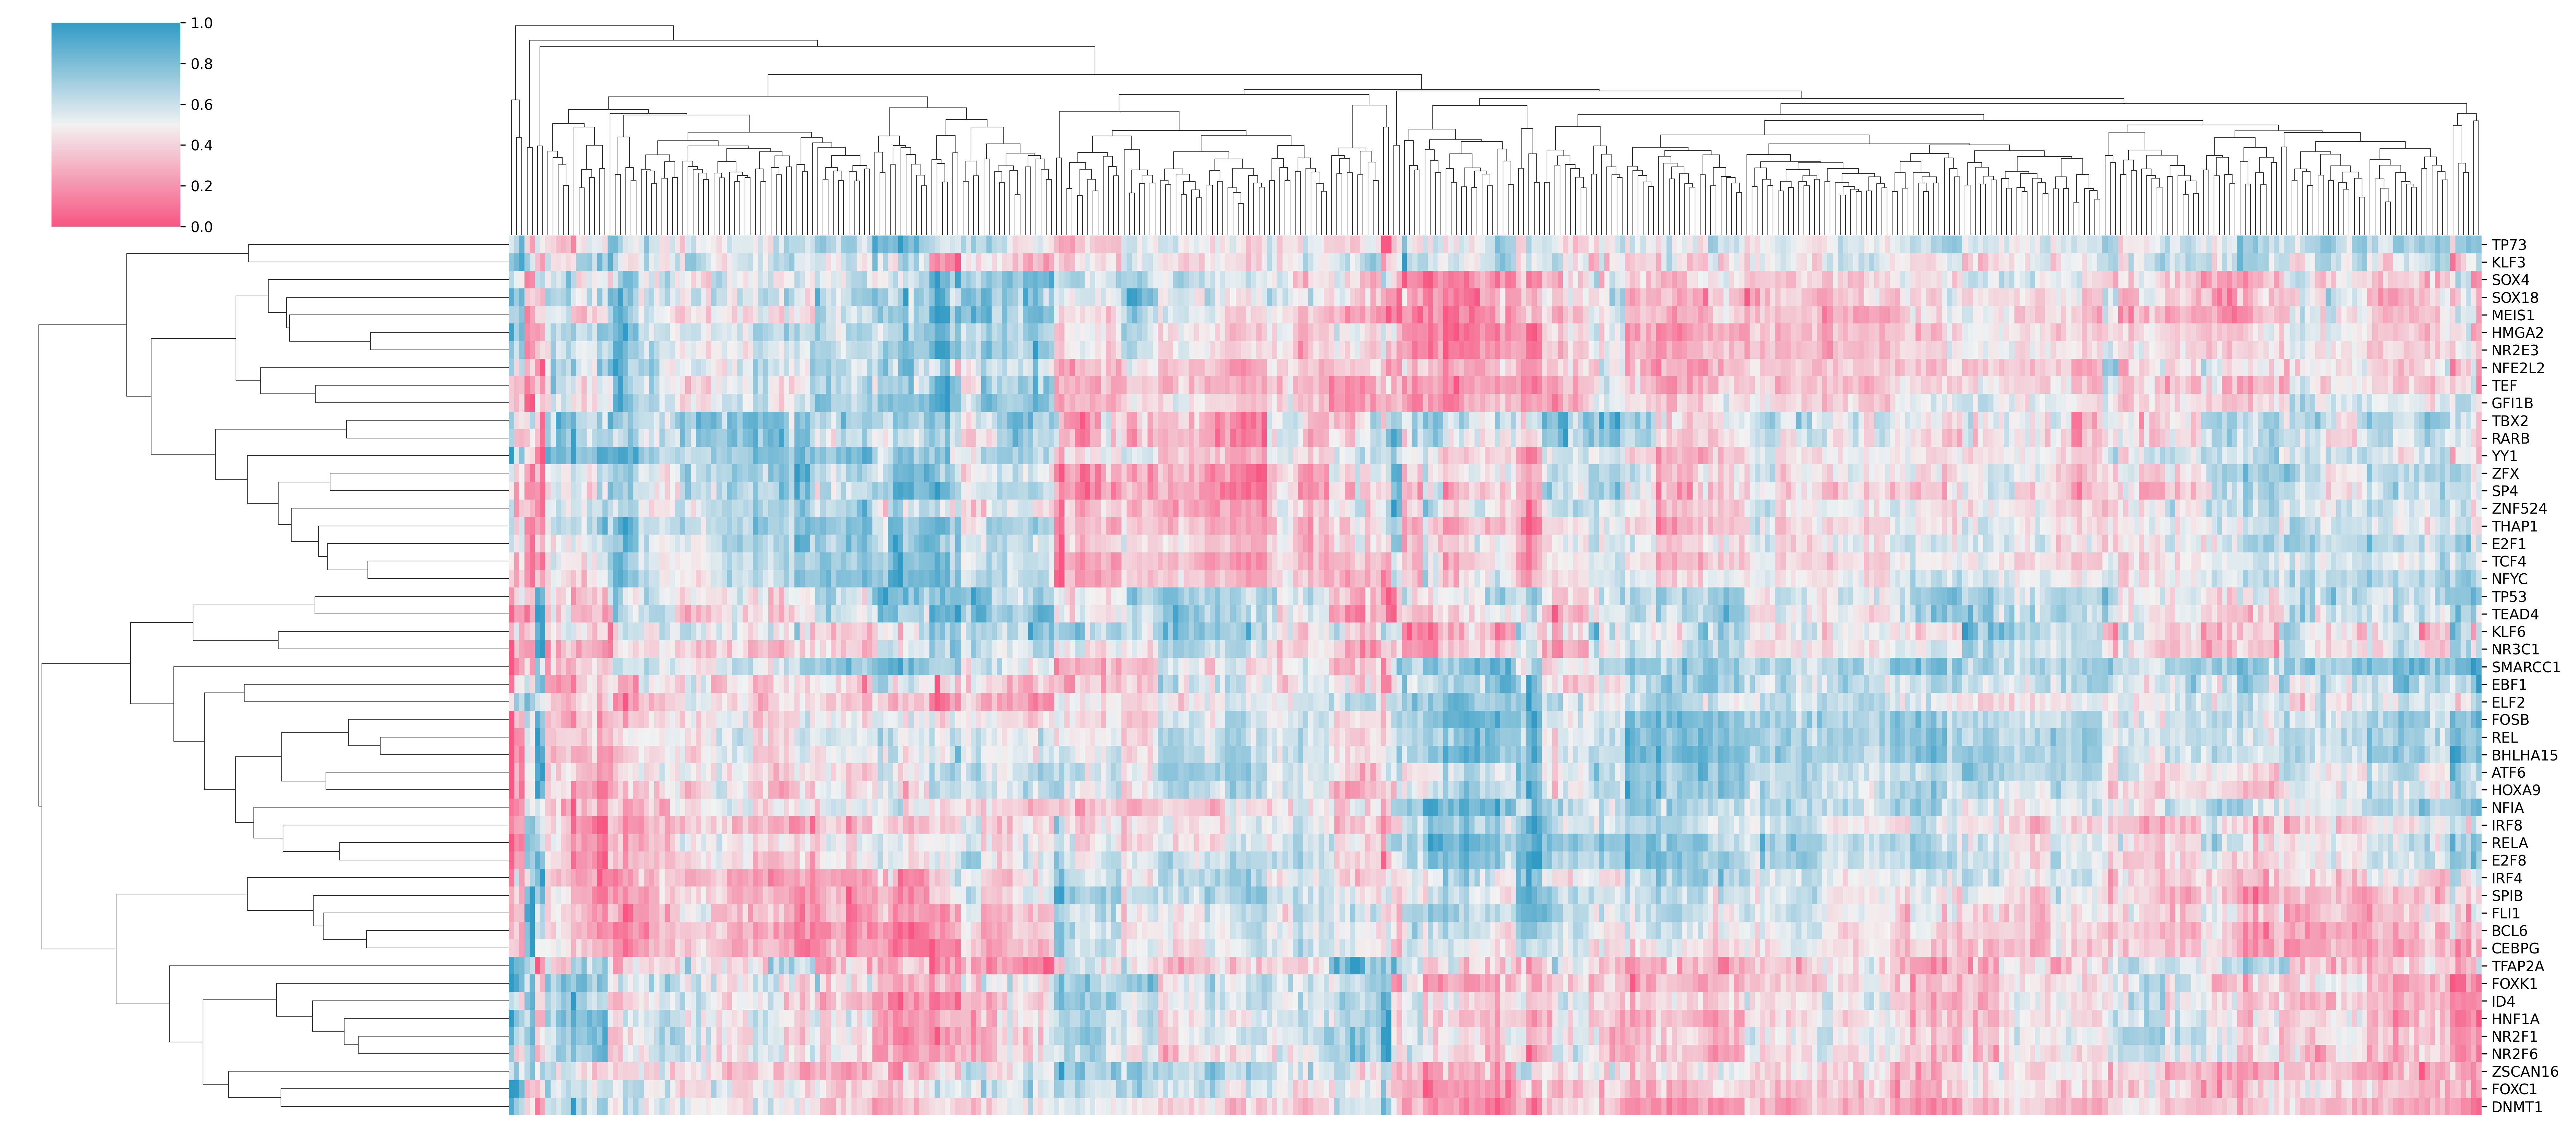 1.0
0.8
0.6
0.4
0.2
0.0
TP73
KLF3
SOX4
SOX18
MEIS1
HMGA2
NR2E3
NFE2L2
TEF
GFI1B
TBX2
RARB
YY1
ZFX
SP4
ZNF524
THAP1
E2F1
TCF4
NFYC
TP53
TEAD4
KLF6
NR3C1
SMARCC1
EBF1
ELF2
FOSB
REL
BHLHA15
ATF6
HOXA9
NFIA
IRF8
RELA
E2F8
IRF4
SPIB
FLI1
BCL6
CEBPG
TFAP2A
FOXK1
ID4
HNF1A
NR2F1
NR2F6
ZSCAN16
FOXC1
DNMT1